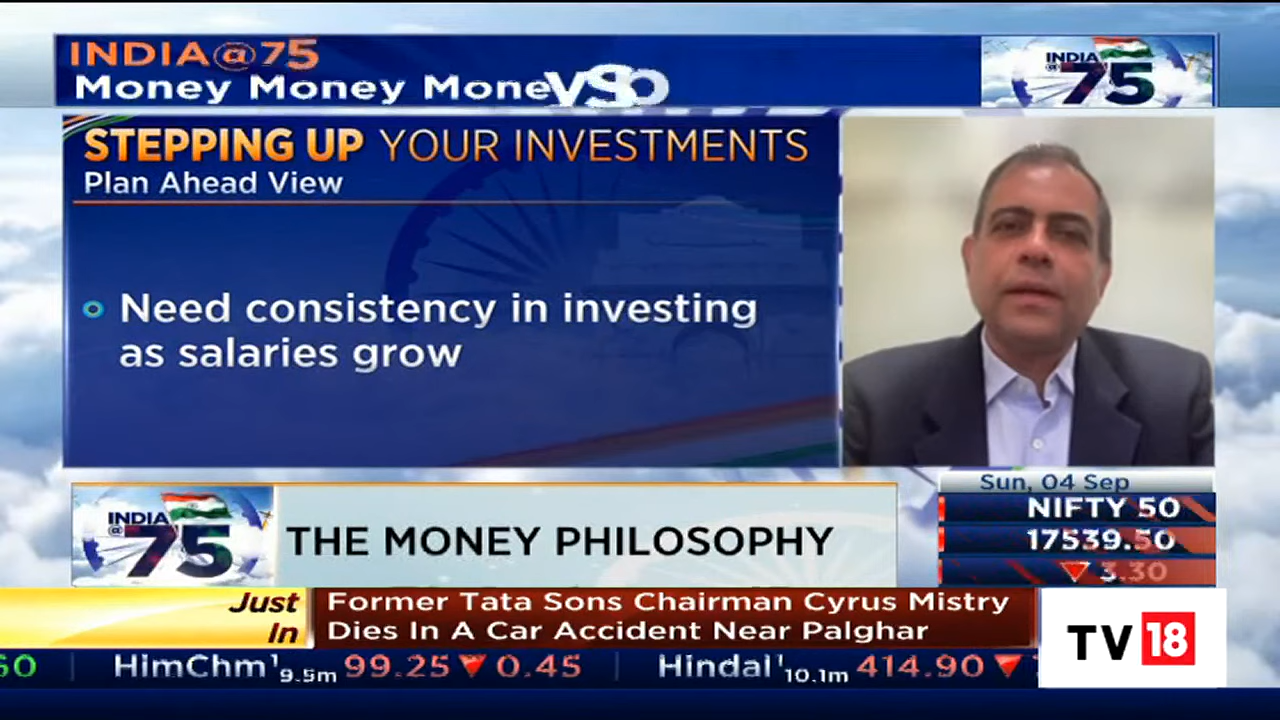 INDIA@75
Money Money Money
INDIA
@
75
STEPPING UP YOUR INVESTMENTS
Plan Ahead View
Need consistency in investing
as salaries grow
Sun, 04 Sep
NIFTY 50
17539.50
▼ 3.30
INDIA
@
75
THE MONEY PHILOSOPHY
Just
In
Former Tata Sons Chairman Cyrus Mistry
Dies In A Car Accident Near Palghar
TV18
HimChm 9.5m 99.25 ▼ 0.45 Hindal 10.1m 414.90 ▼